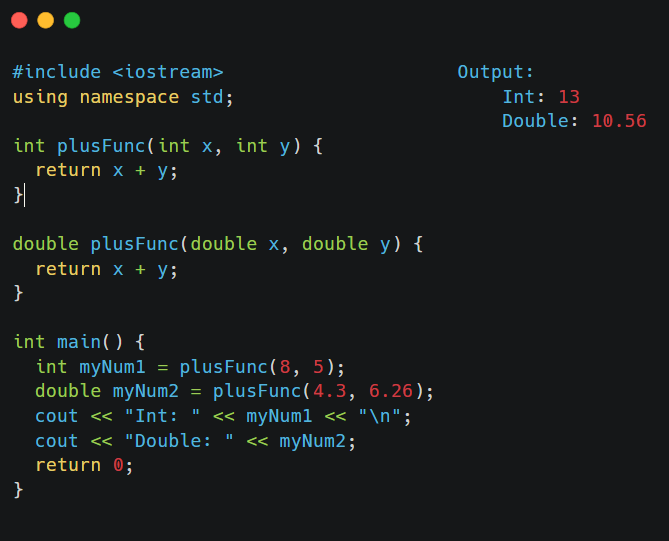 #include <iostream>
using namespace std;
int plusFunc(int x, int y) {
  return x + y;
}
double plusFunc(double x, double y) {
  return x + y;
}
int main() {
  int myNum1 = plusFunc(8, 5);
  double myNum2 = plusFunc(4.3, 6.26);
  cout << "Int: " << myNum1 << "\n";
  cout << "Double: " << myNum2;
  return 0;
}
Output:
Int: 13
Double: 10.56